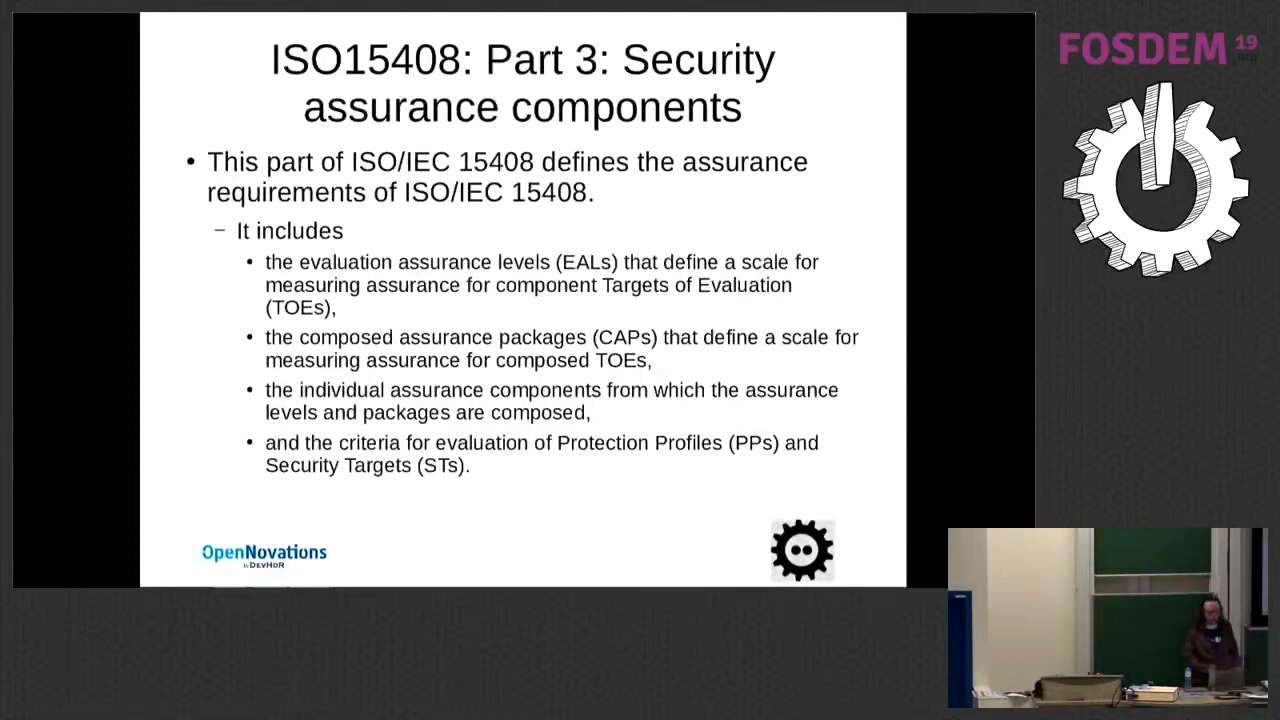 ISO15408: Part 3: Security
assurance components
• This part of ISO/IEC 15408 defines the assurance
requirements of ISO/IEC 15408.
– It includes
• the evaluation assurance levels (EALs) that define a scale for
measuring assurance for component Targets of Evaluation
(TOEs),
• the composed assurance packages (CAPs) that define a scale for
measuring assurance for composed TOEs,
• the individual assurance components from which the assurance
levels and packages are composed,
• and the criteria for evaluation of Protection Profiles (PPs) and
Security Targets (STs).
OpenNovations
by DEVHDR
FOSDEM 19
.org